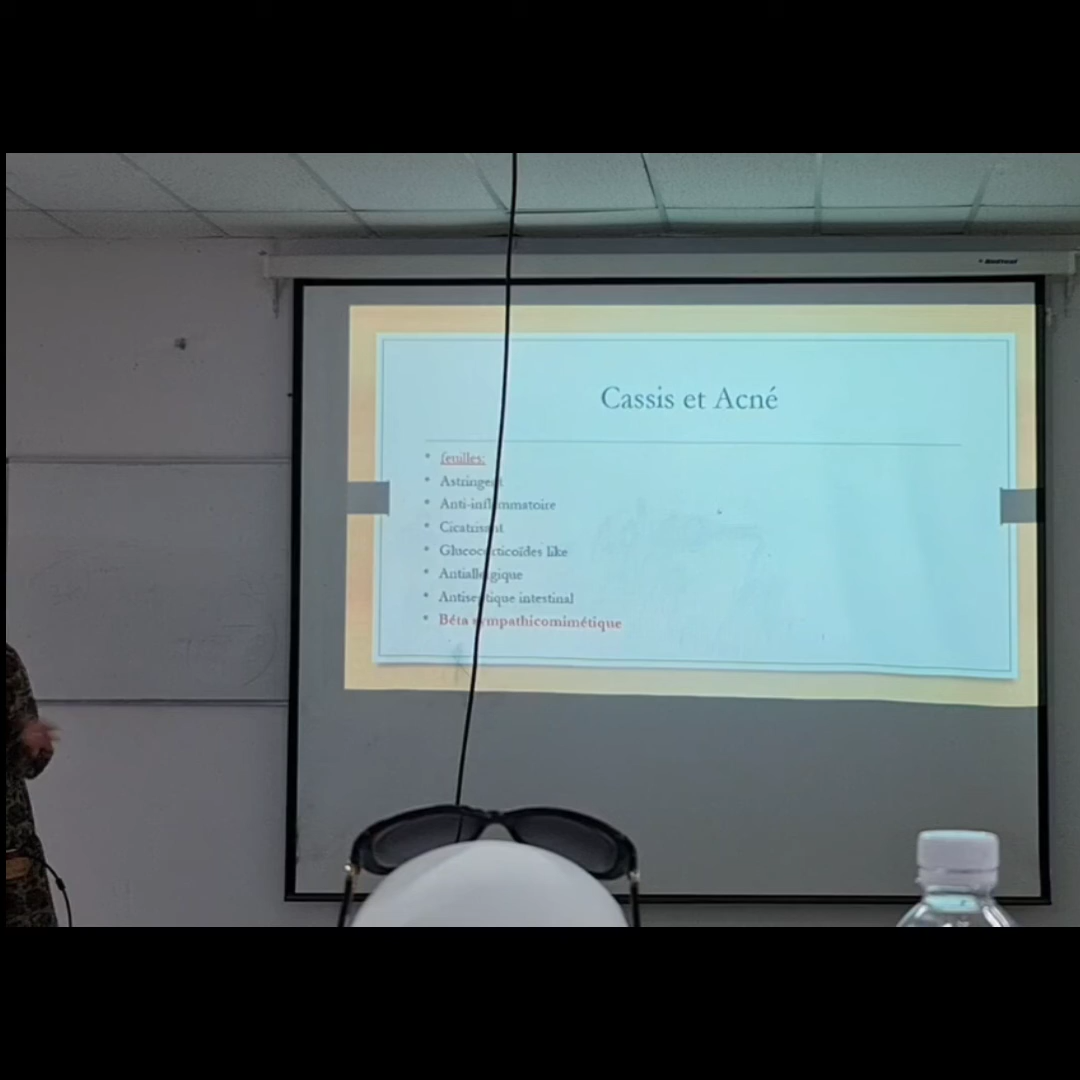 Cassis et Acné
feuilles:
Astringent
Anti-inflammatoire
Cicatrisant
Glucocorticoïdes like
Antiallergique
Antiseptique intestinal
Béta sympathicomimétique